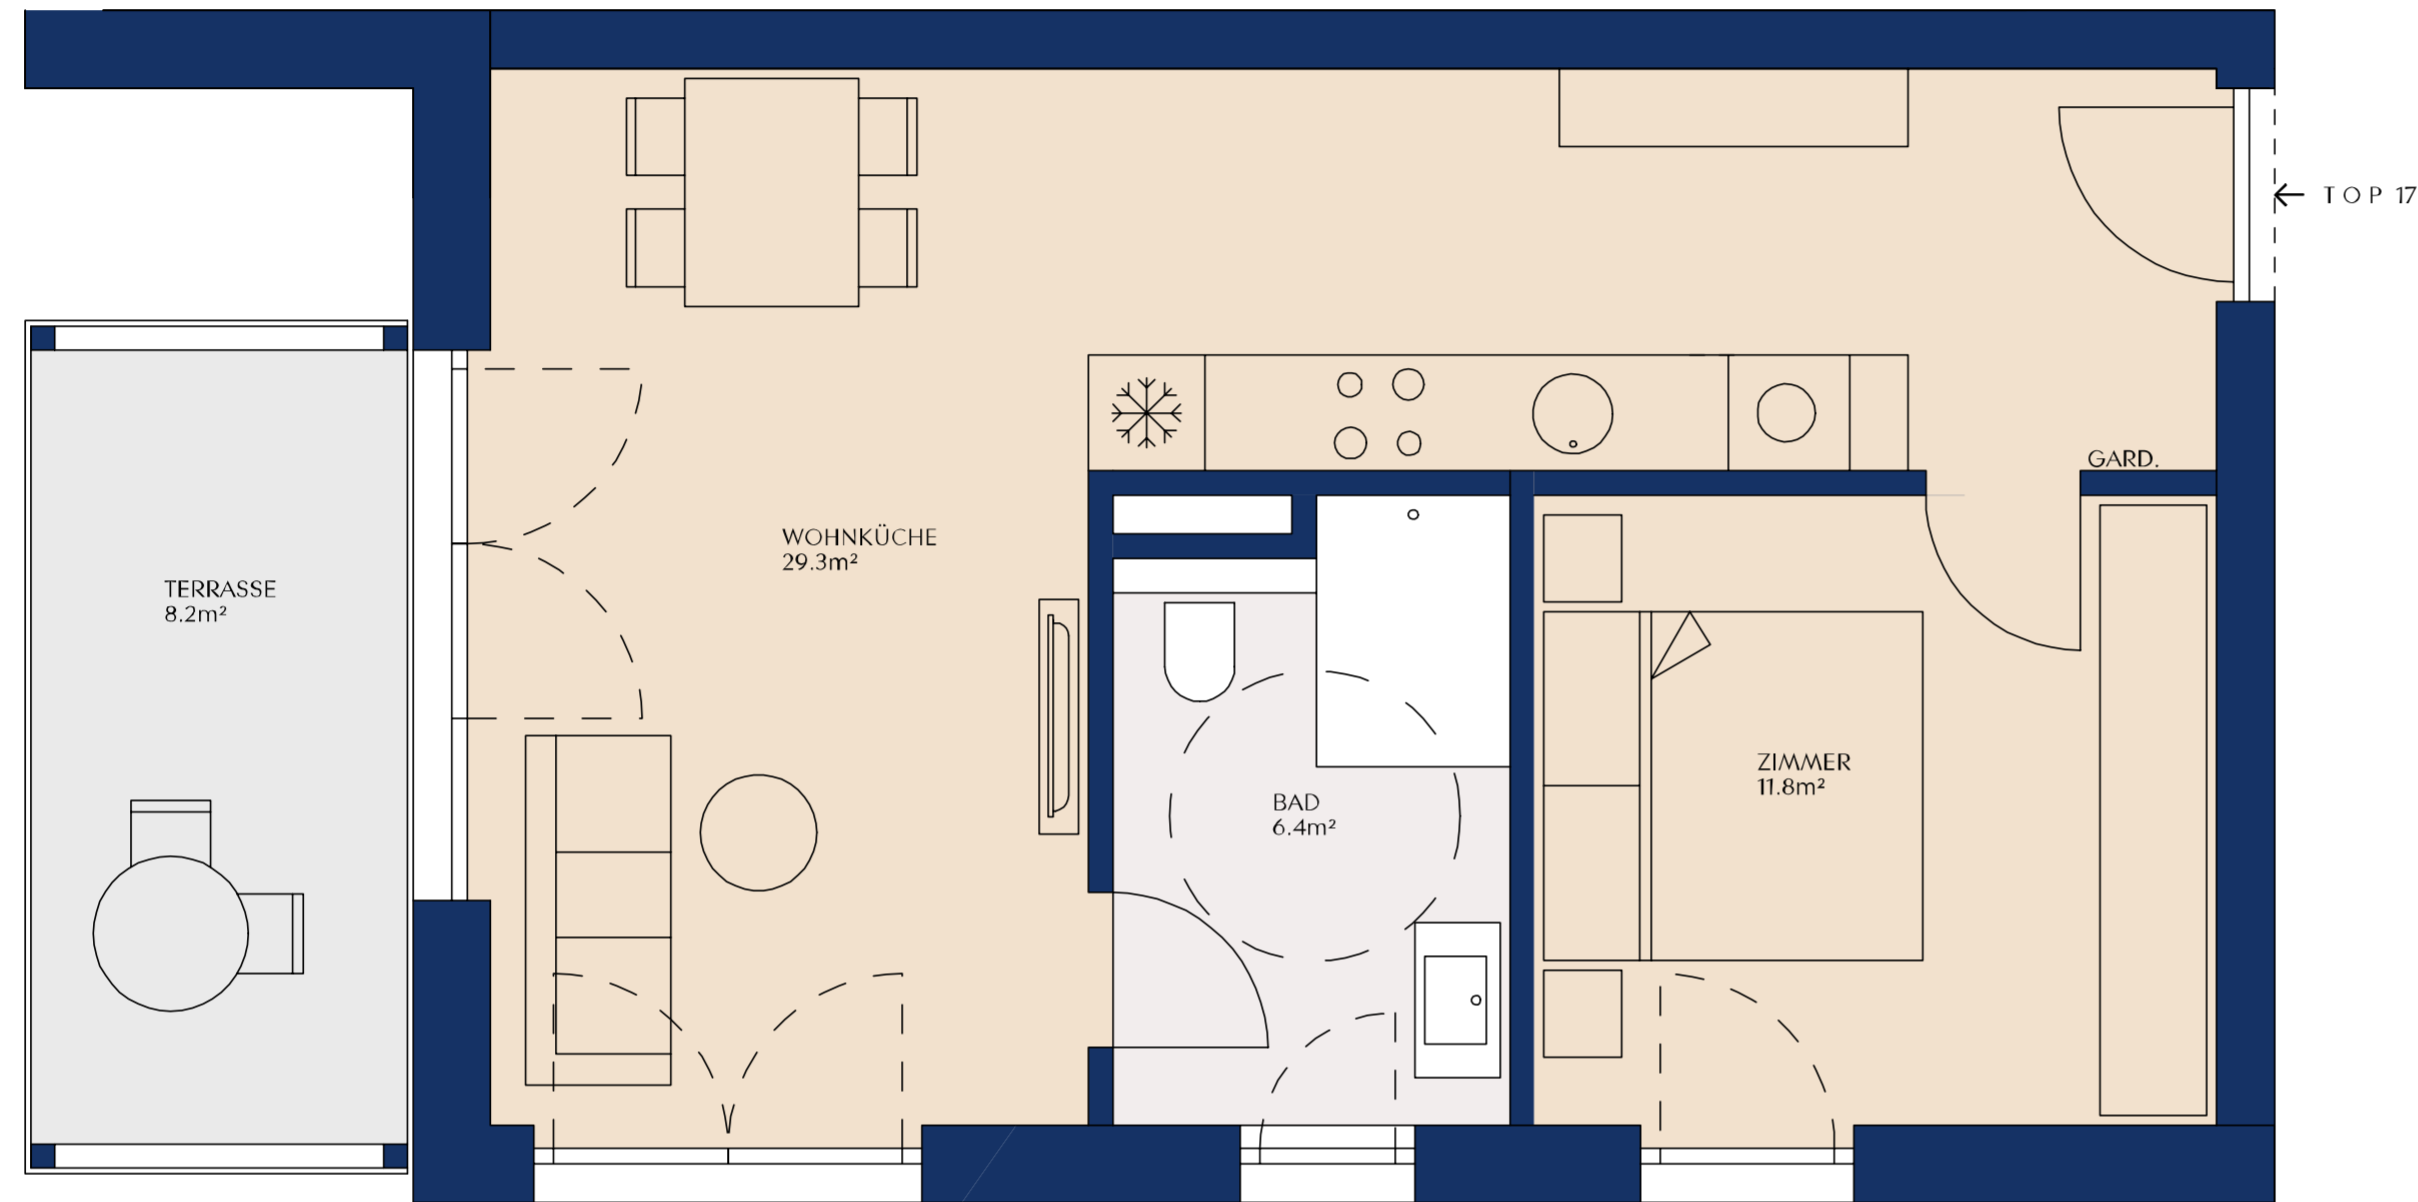 TOP 17
GARD.
WOHNKÜCHE
29.3m²
TERRASSE
8.2m²
ZIMMER
11.8m²
BAD
6.4m²